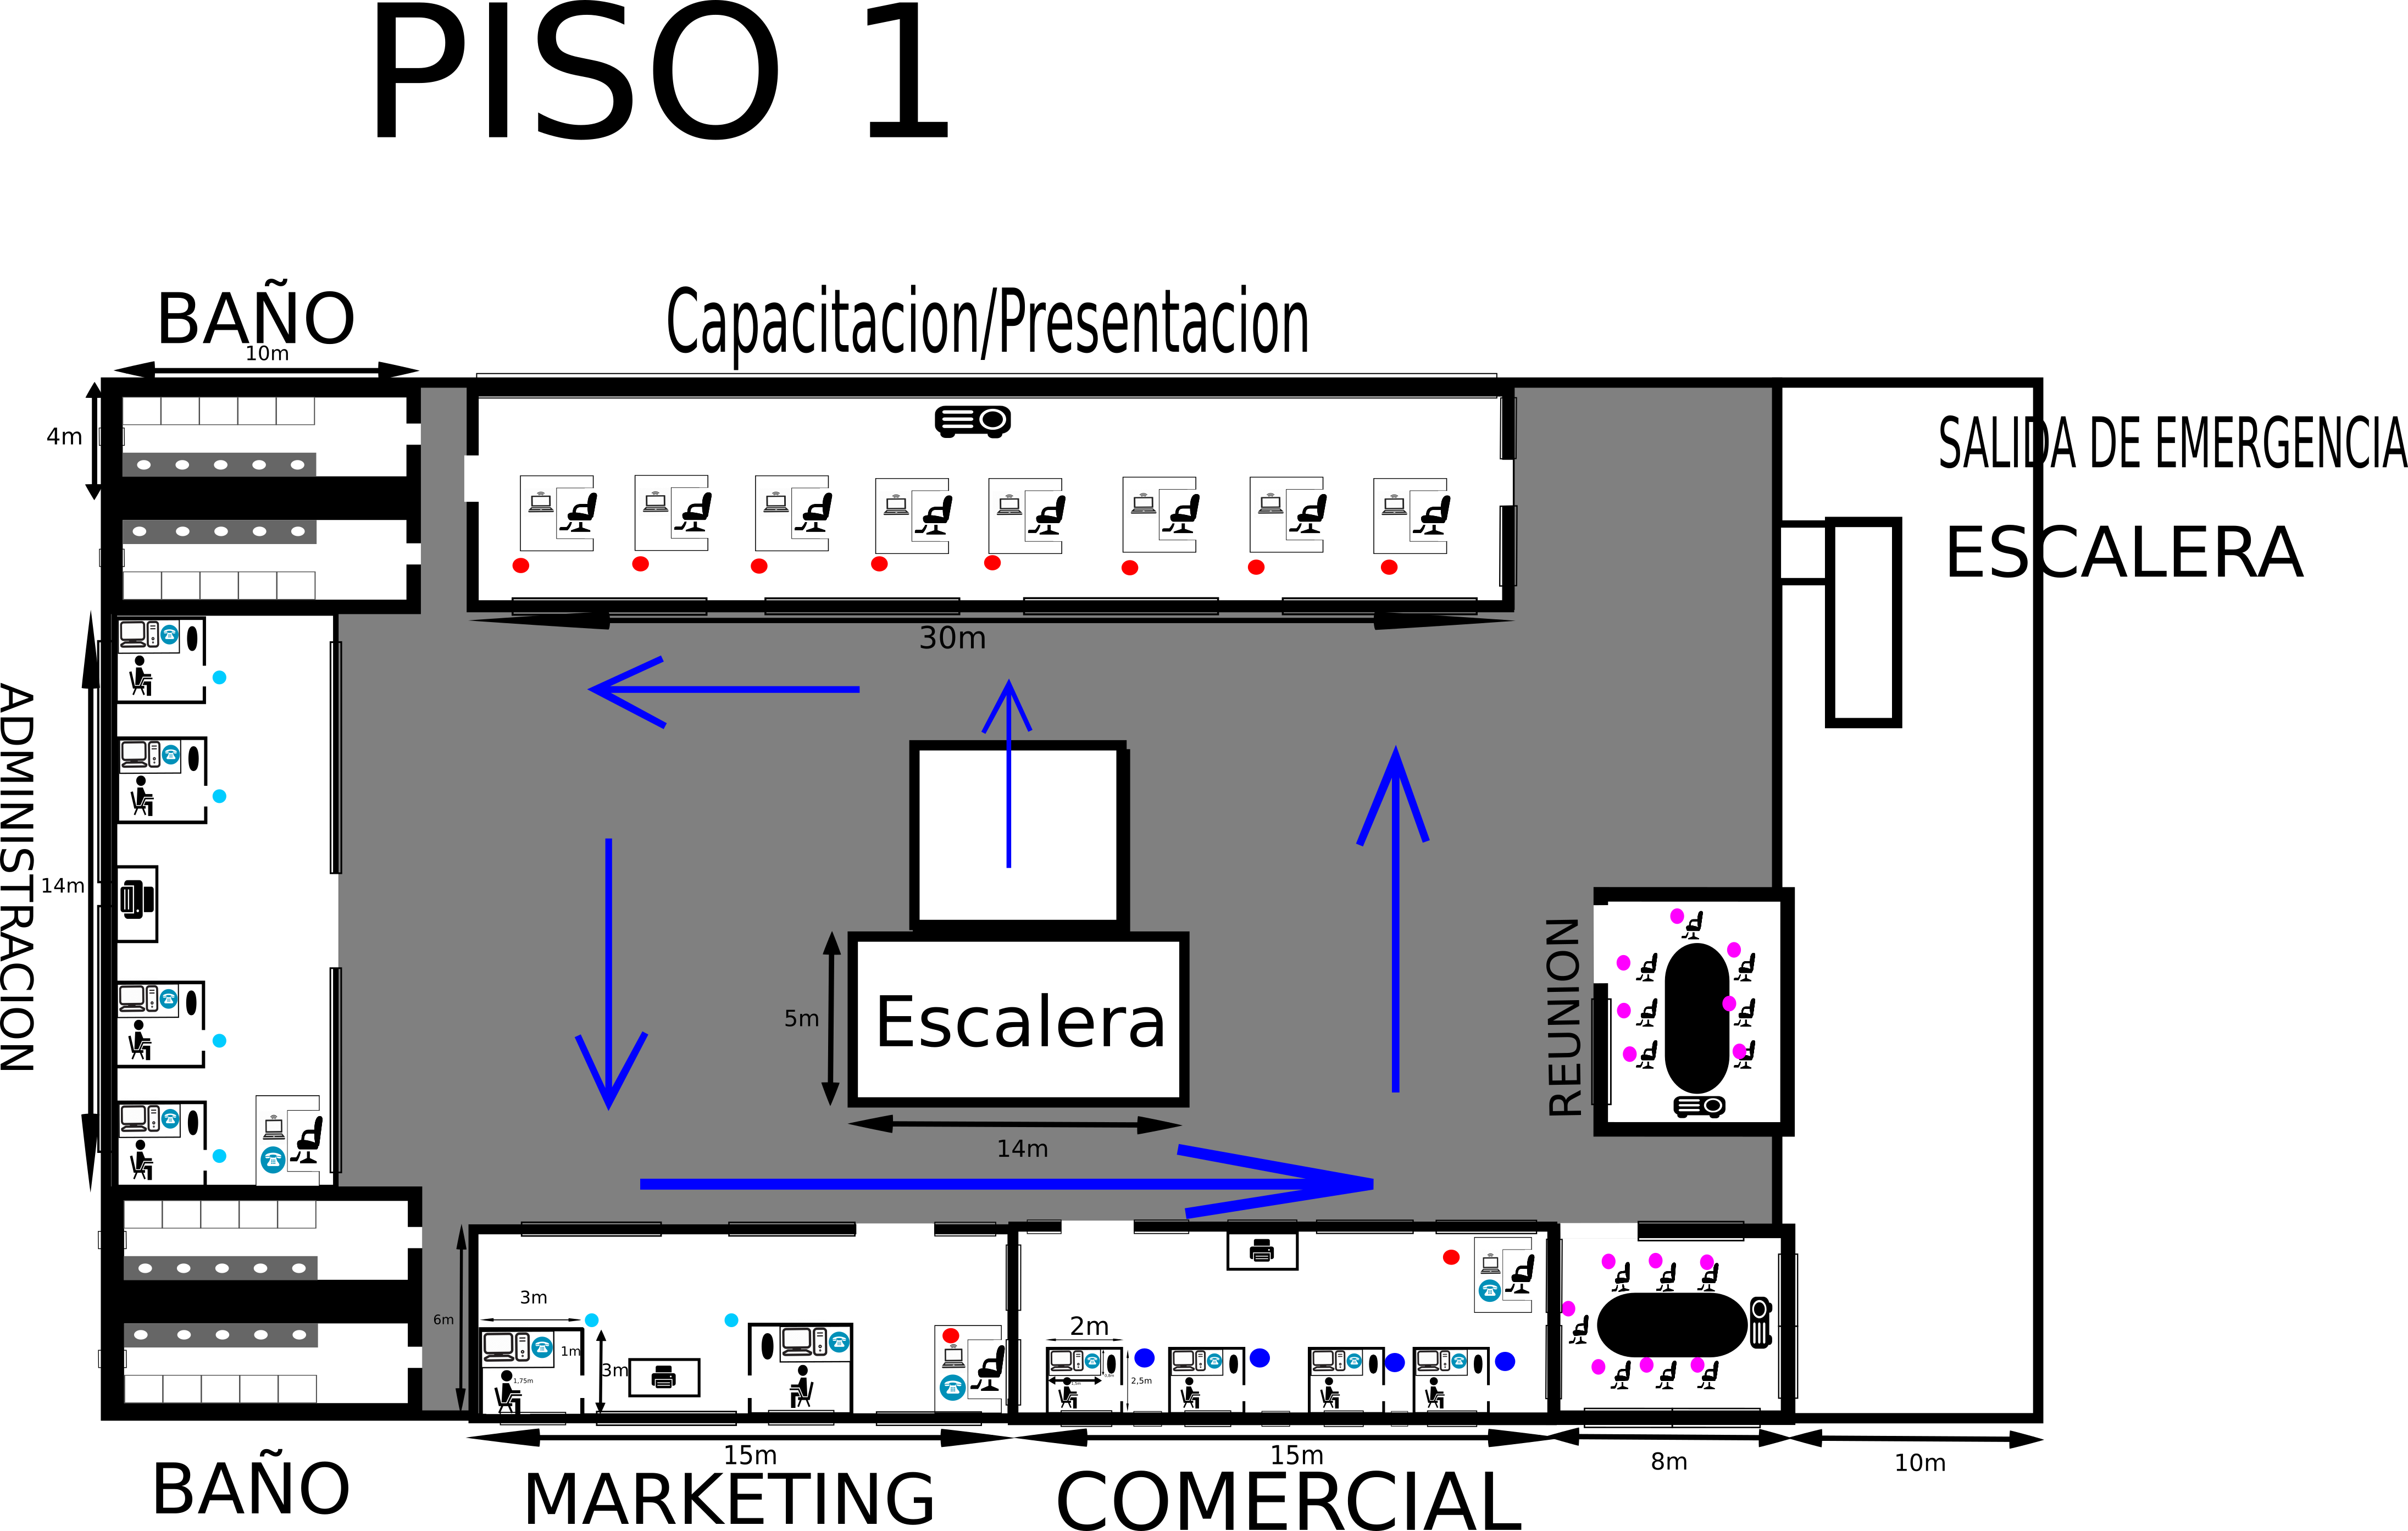 PISO 1
BAÑO
Capacitacion/Presentacion
10m
4m
SALIDA DE EMERGENCIA
ESCALERA
30m
ADMINISTRACION
14m
REUNION
Escalera
5m
14m
3m
6m
1m
3m
1,75m
2m
2,5m
15m
15m
8m
10m
BAÑO
MARKETING
COMERCIAL